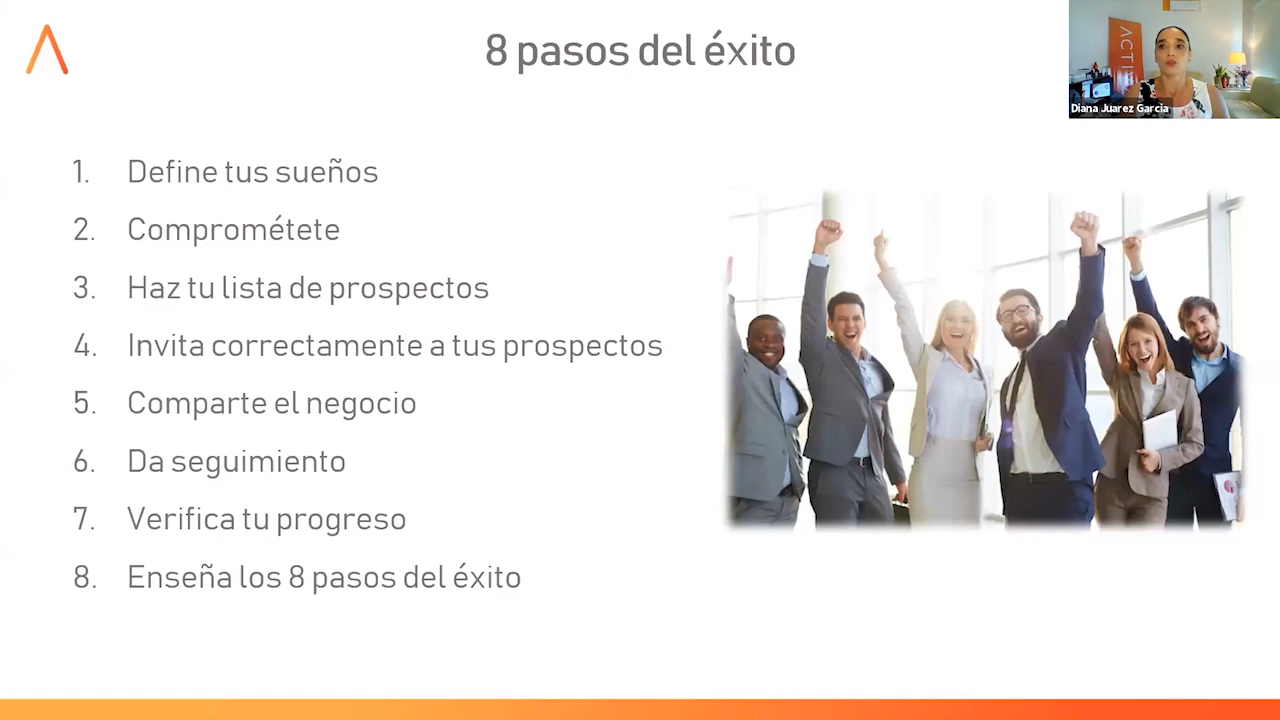 8 pasos del éxito
ACTI
Diana Juarez Garcia
1. Define tus sueños
2. Comprométete
3. Haz tu lista de prospectos
4. Invita correctamente a tus prospectos
5. Comparte el negocio
6. Da seguimiento
7. Verifica tu progreso
8. Enseña los 8 pasos del éxito